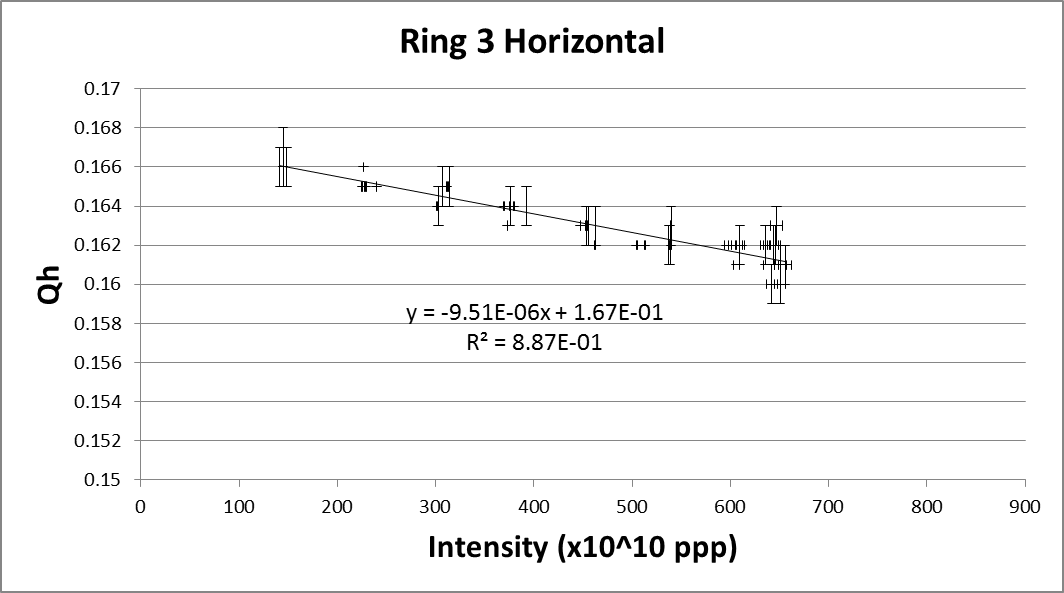 Ring 3 Horizontal
0.17
0.168
0.166
0.164
0.162
0.16
0.158
0.156
0.154
0.152
0.15
Qh
y = -9.51E-06x + 1.67E-01
R² = 8.87E-01
0 100 200 300 400 500 600 700 800 900
Intensity (x10^10 ppp)